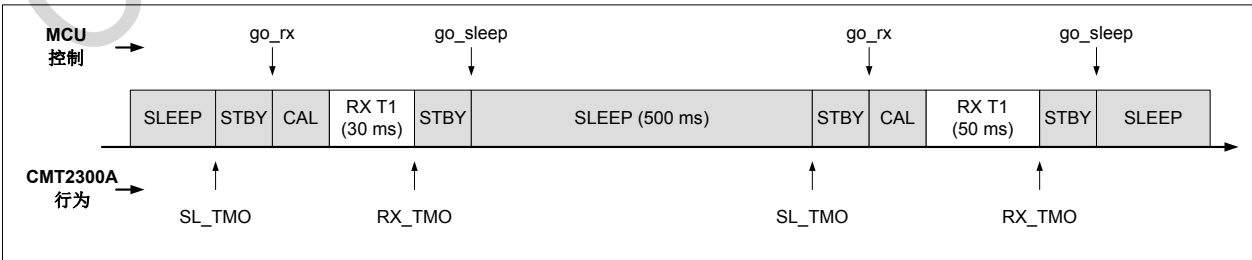 MCU
控制
go_rx
go_sleep
go_rx
go_sleep
SLEEP
STBY
CAL
RX T1
(30 ms)
STBY
SLEEP (500 ms)
STBY
CAL
RX T1
(50 ms)
STBY
SLEEP
CMT2300A
行为
SL_TMO
RX_TMO
SL_TMO
RX_TMO